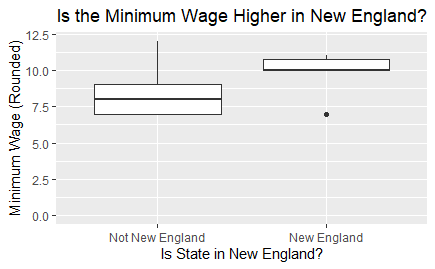 Is the Minimum Wage Higher in New England?
Minimum Wage (Rounded)
12.5
10.0
7.5
5.0
2.5
0.0
Not New England
New England
Is State in New England?